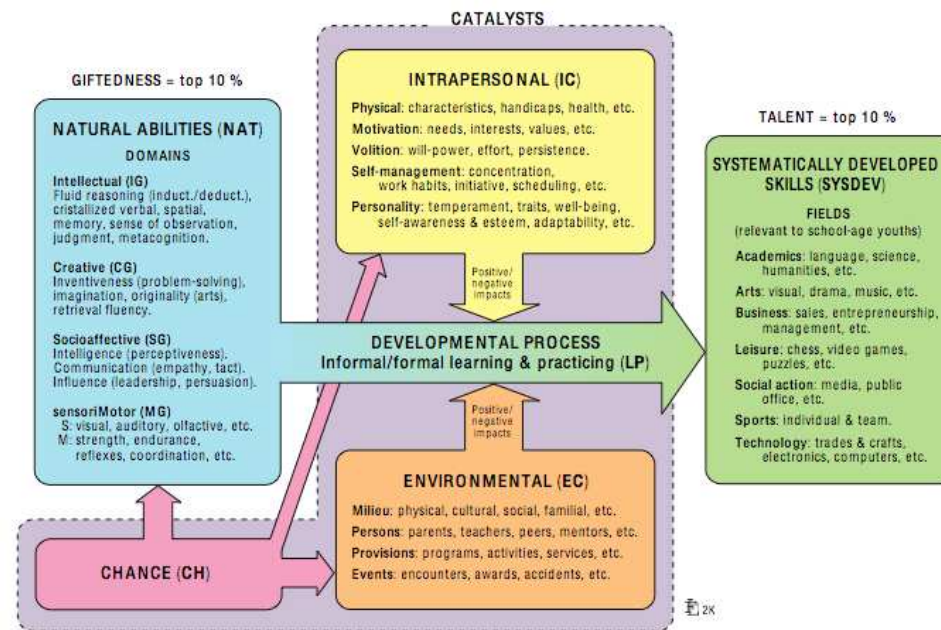 CATALYSTS
GIFTEDNESS = top 10 %
NATURAL ABILITIES (NAT)
DOMAINS
Intellectual (IG)
Fluid reasoning (induct./deduct.),
cristallized verbal, spatial,
memory, sense of observation,
judgment, metacognition.
Creative (CG)
Inventiveness (problem-solving),
imagination, originality (arts),
retrieval fluency.
Socioaffective (SG)
Intelligence (perceptiveness).
Communication (empathy, tact).
Influence (leadership, persuasion).
sensoriMotor (MG)
S: visual, auditory, olfactive, etc.
M: strength, endurance,
reflexes, coordination, etc.
CHANCE (CH)
INTRAPERSONAL (IC)
Physical: characteristics, handicaps, health, etc.
Motivation: needs, interests, values, etc.
Volition: will-power, effort, persistence.
Self-management: concentration,
work habits, initiative, scheduling, etc.
Personality: temperament, traits, well-being,
self-awareness & esteem, adaptability, etc.
Positive/
negative
impacts
DEVELOPMENTAL PROCESS
Informal/formal learning & practicing (LP)
Positive/
negative
impacts
ENVIRONMENTAL (EC)
Milieu: physical, cultural, social, familial, etc.
Persons: parents, teachers, peers, mentors, etc.
Provisions: programs, activities, services, etc.
Events: encounters, awards, accidents, etc.
TALENT = top 10 %
SYSTEMATICALLY DEVELOPED
SKILLS (SYSDEV)
FIELDS
(relevant to school-age youths)
Academics: language, science,
humanities, etc.
Arts: visual, drama, music, etc.
Business: sales, entrepreneurship,
management, etc.
Leisure: chess, video games,
puzzles, etc.
Social action: media, public
office, etc.
Sports: individual & team.
Technology: trades & crafts,
electronics, computers, etc.
2K